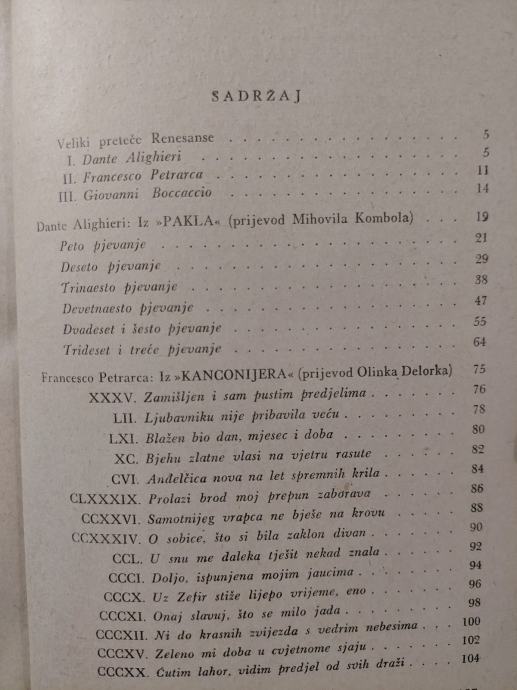 SADRŽAJ
Veliki preteče Renesanse . . . . . . . . . . . . . . . 5
I. Dante Alighieri . . . . . . . . . . . . . . . 5
II. Francesco Petrarca . . . . . . . . . . . . . . . 11
III. Giovanni Boccaccio . . . . . . . . . . . . . . . 14
Dante Alighieri: Iz »PAKLA« (prijevod Mihovila Kombola) . . . 19
Peto pjevanje . . . . . . . . . . . . . . . 21
Deseto pjevanje . . . . . . . . . . . . . . . 29
Trinaesto pjevanje . . . . . . . . . . . . . . . 38
Devetnaesto pjevanje . . . . . . . . . . . . . . . 47
Dvadeset i šesto pjevanje . . . . . . . . . . . . . 55
Trideset i treće pjevanje . . . . . . . . . . . . . 64
Francesco Petrarca: Iz »KANCONIJERA« (prijevod Olinka Delorka) 75
XXXV. Zamišljen i sam pustim predjelima . . . . . . 76
LII. Ljubavniku nije pribavila veću . . . . . . . 78
LXI. Blažen bio dan, mjesec i doba . . . . . . . 80
XC. Bjehu zlatne vlasi na vjetru rasute . . . . . . 82
CVI. Anđelčica nova na let spremnih krila . . . . . 84
CLXXXIX. Prolazi brod moj prepun zaborava . . . . . . 86
CCXXVI. Samotnijeg vrapca ne bješe na krovu . . . . . 88
CCXXXIV. O sobice, što si bila zaklon divan . . . . . . 90
CCL. U snu me daleka tješit nekad znala . . . . . . 92
CCCI. Doljo, ispunjena mojim jaucima . . . . . . . 94
CCCX. Uz Zefir stiže lijepo vrijeme, eno . . . . . . 96
CCCXI. Onaj slavuj, što se milo jada . . . . . . . 98
CCCXII. Ni do krasnih zvijezda s vedrim nebesima . . . 100
CCCXV. Zeleno mi doba u cvjetnome sjaju . . . . . . 102
CCCXX. Ćutim lahor, vidim predjel od svih draži . . . . 104